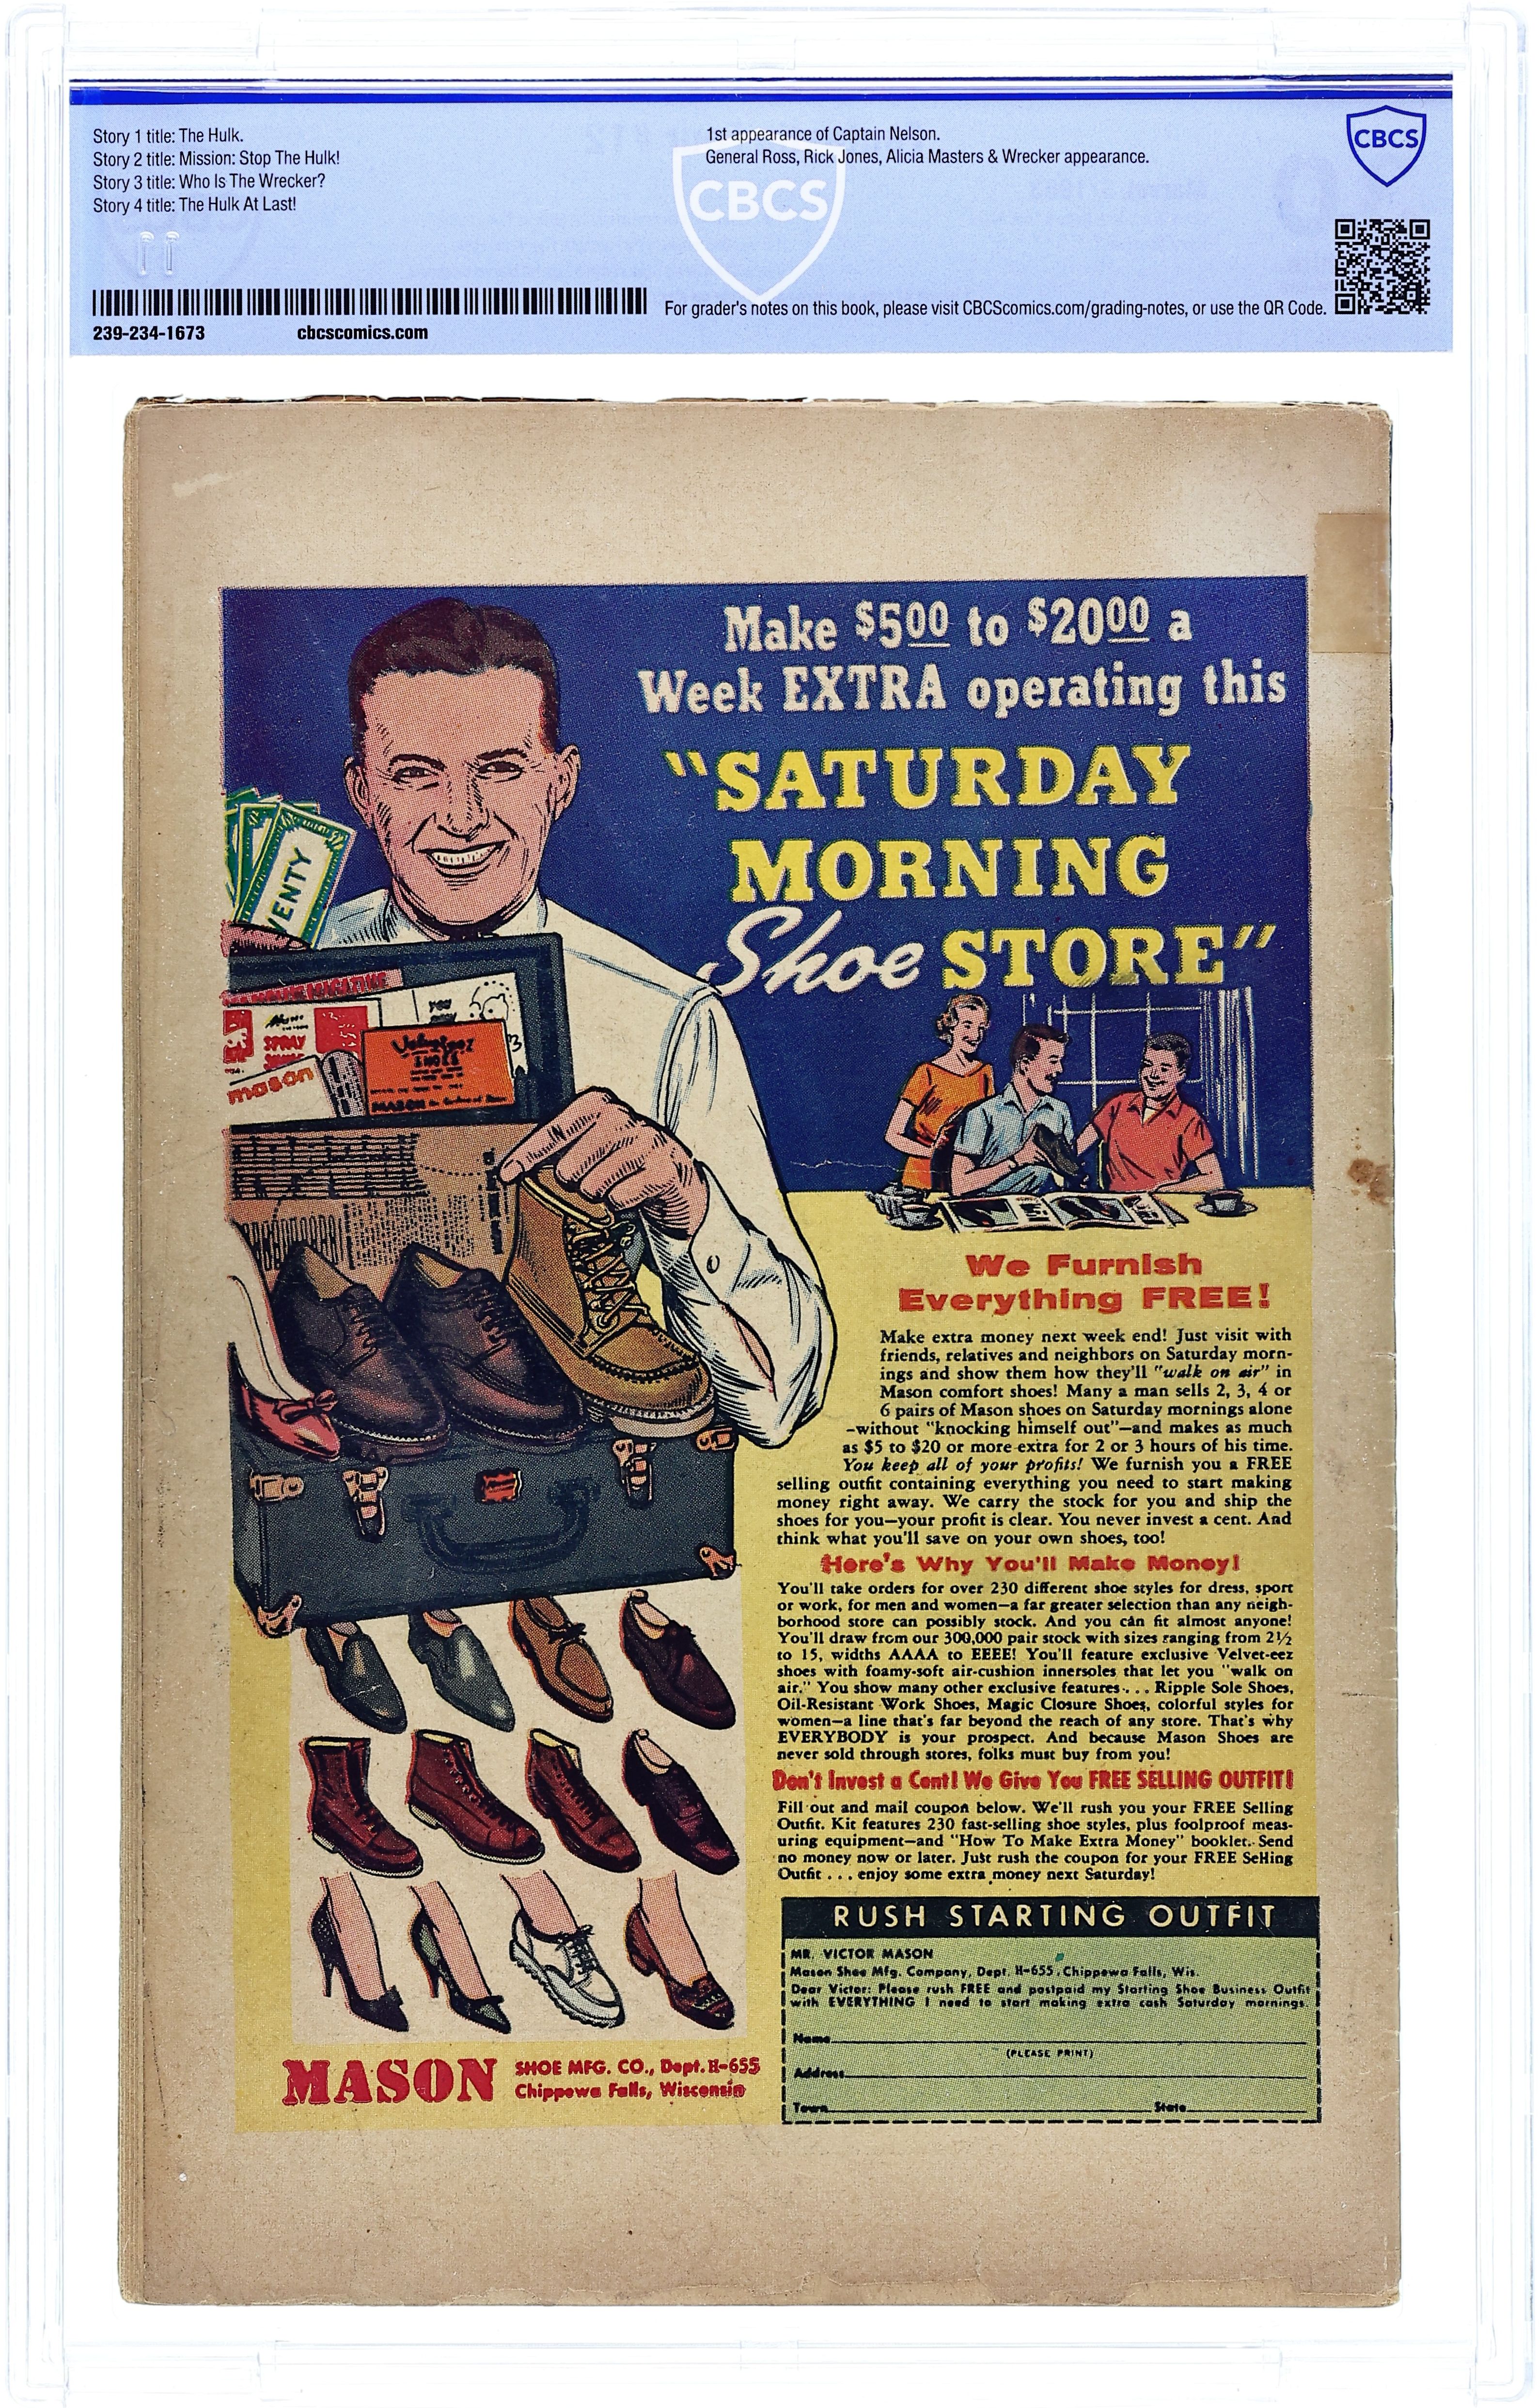 Story 1 title: The Hulk.
Story 2 title: Mission: Stop The Hulk!
Story 3 title: Who Is The Wrecker?
Story 4 title: The Hulk At Last!
1st appearance of Captain Nelson.
General Ross, Rick Jones, Alicia Masters & Wrecker appearance.
CBCS
CBCS
For grader's notes on this book, please visit CBCScomics.com/grading-notes, or use the QR Code.
239-234-1673 cbcscomics.com
Make $500 to $2000 a
Week EXTRA operating this
"SATURDAY
MORNING
Shoe STORE"
VENTY
YOU
SPRAY
mason
Velveteez
SHOES
MASON
We Furnish
Everything FREE!
Make extra money next week end! Just visit with
friends, relatives and neighbors on Saturday morn-
ings and show them how they'll "walk on air" in
Mason comfort shoes! Many a man sells 2, 3, 4 or
6 pairs of Mason shoes on Saturday mornings alone
-without "knocking himself out"—and makes as much
as $5 to $20 or more extra for 2 or 3 hours of his time.
You keep all of your profits! We furnish you a FREE
selling outfit containing everything you need to start making
money right away. We carry the stock for you and ship the
shoes for you—your profit is clear. You never invest a cent. And
think what you'll save on your own shoes, too!
Here's Why You'll Make Money!
You'll take orders for over 230 different shoe styles for dress, sport
or work, for men and women—a far greater selection than any neigh-
borhood store can possibly stock. And you can fit almost anyone!
You'll draw from our 300,000 pair stock with sizes ranging from 2½
to 15, widths AAAA to EEEE! You'll feature exclusive Velvet-eez
shoes with foamy-soft air-cushion innersoles that let you "walk on
air." You show many other exclusive features . . . Ripple Sole Shoes,
Oil-Resistant Work Shoes, Magic Closure Shoes, colorful styles for
women—a line that's far beyond the reach of any store. That's why
EVERYBODY is your prospect. And because Mason Shoes are
never sold through stores, folks must buy from you!
Don't Invest a Cent! We Give You FREE SELLING OUTFIT!
Fill out and mail coupon below. We'll rush you your FREE Selling
Outfit. Kit features 230 fast-selling shoe styles, plus foolproof meas-
uring equipment—and "How To Make Extra Money" booklet. Send
no money now or later. Just rush the coupon for your FREE Selling
Outfit . . . enjoy some extra money next Saturday!
RUSH STARTING OUTFIT
MR. VICTOR MASON
Mason Shoe Mfg. Company, Dept. H-655, Chippewa Falls, Wis.
Dear Victor: Please rush FREE and postpaid my Starting Shoe Business Outfit
with EVERYTHING I need to start making extra cash Saturday mornings.
Name
(PLEASE PRINT)
Address
Town State
MASON SHOE MFG. CO., Dept. H-655
Chippewa Falls, Wisconsin